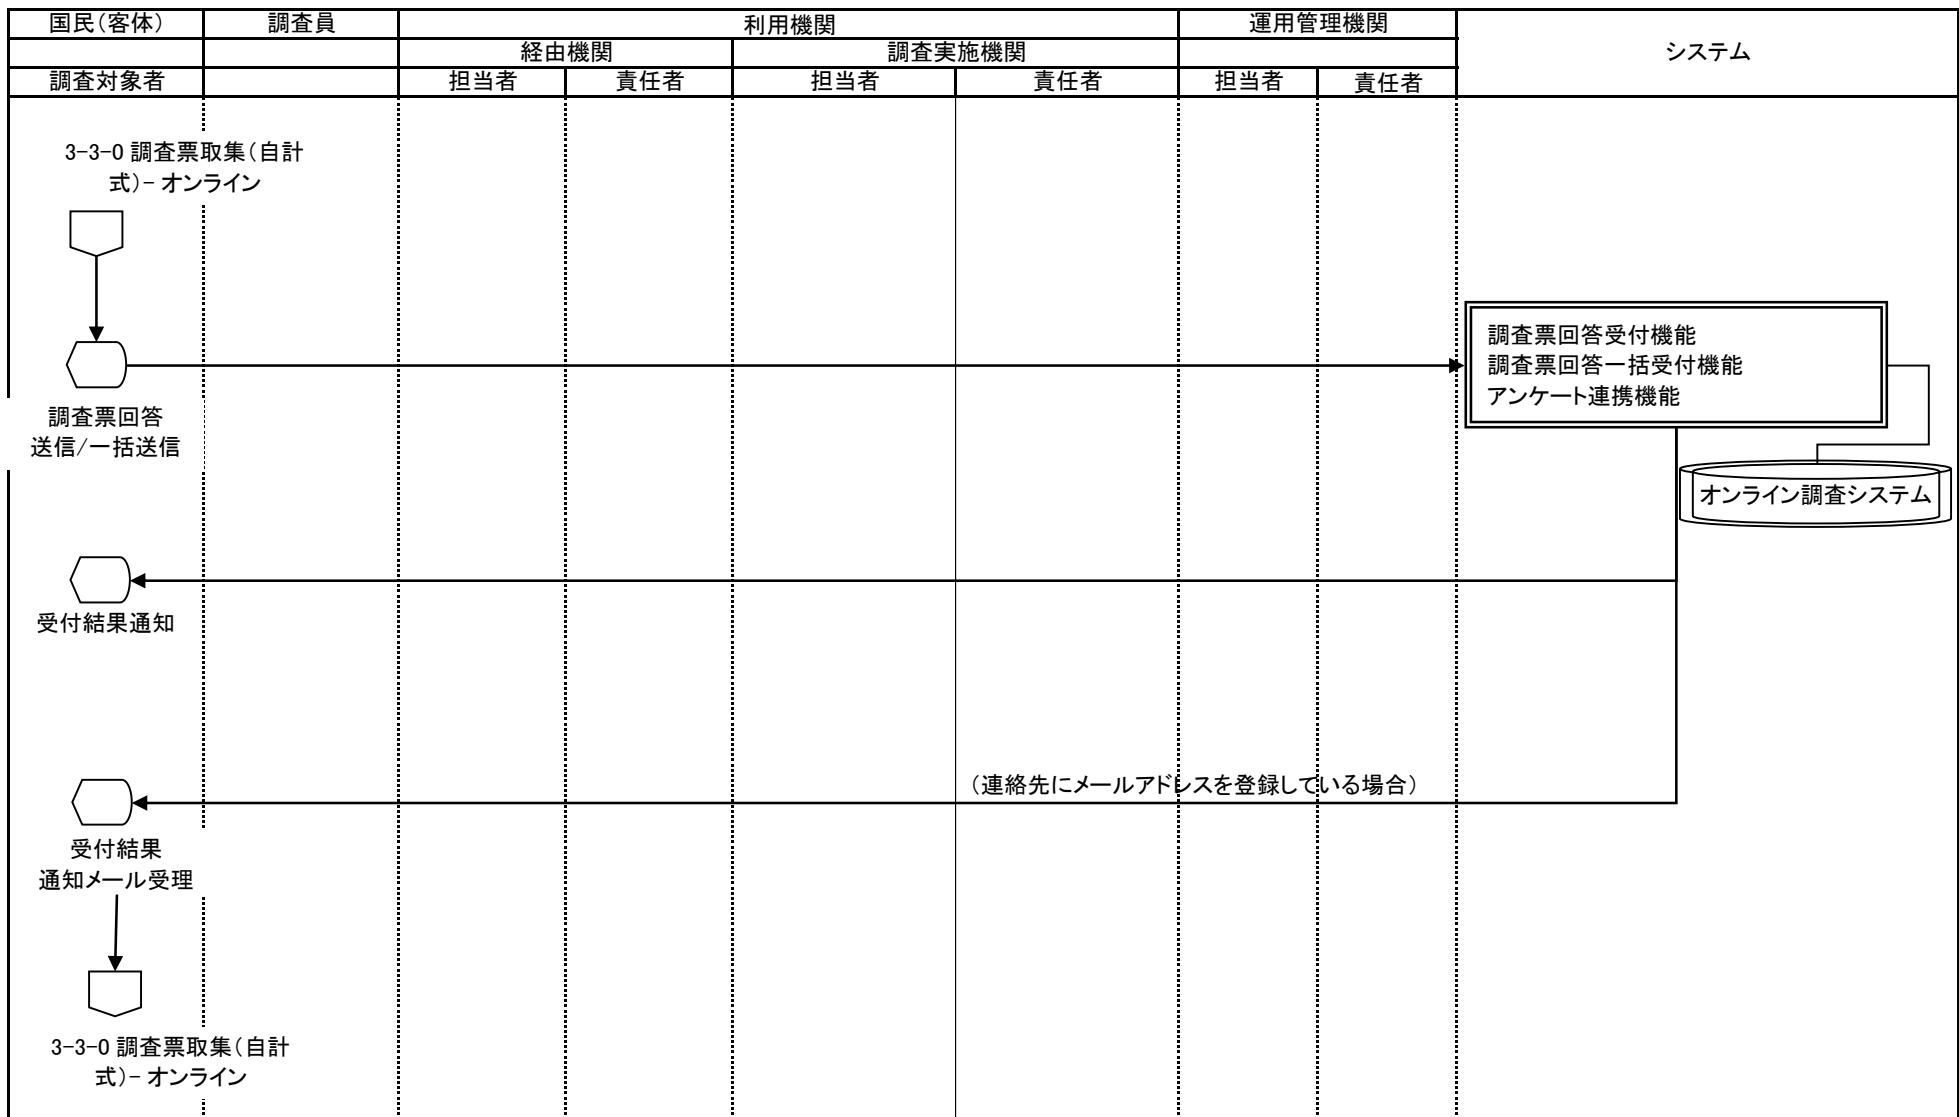 国民（客体）
調査員
利用機関
運用管理機関
システム
経由機関
調査実施機関
調査対象者
担当者
責任者
担当者
責任者
担当者
責任者
3-3-0 調査票取集（自計
式）- オンライン
調査票回答受付機能
調査票回答一括受付機能
アンケート連携機能
調査票回答
送信/一括送信
オンライン調査システム
受付結果通知
（連絡先にメールアドレスを登録している場合）
受付結果
通知メール受理
3-3-0 調査票取集（自計
式）- オンライン